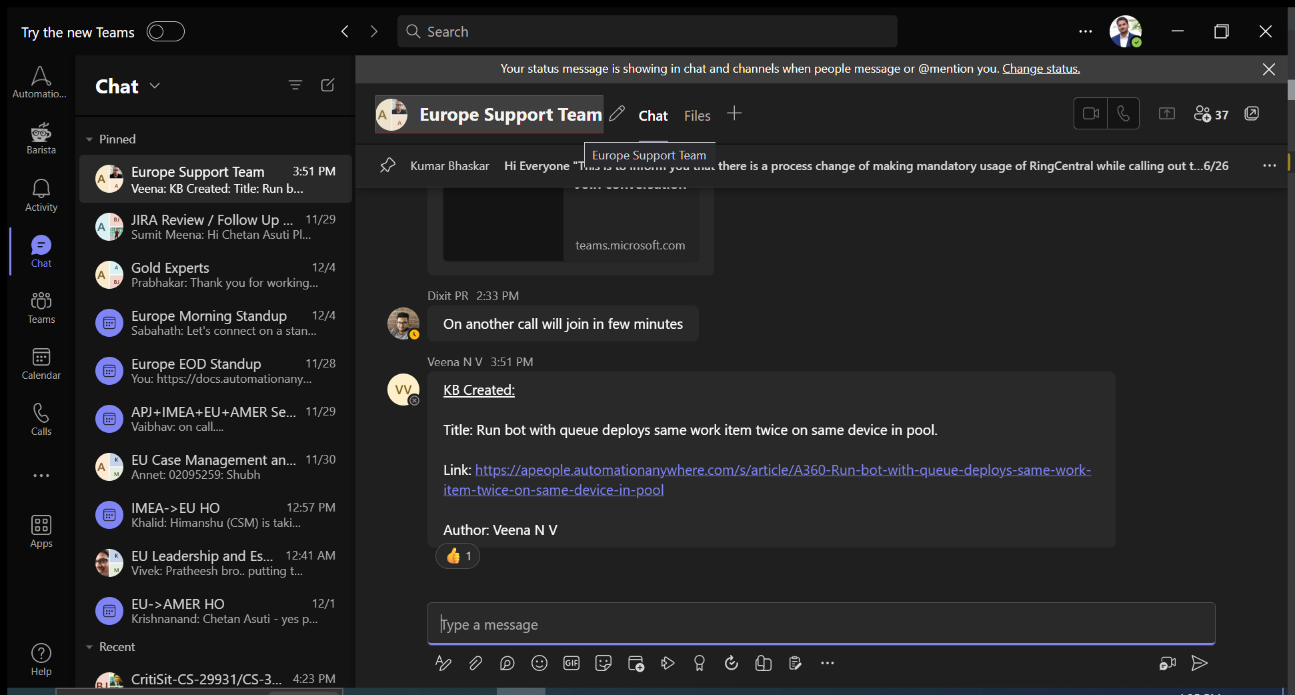 Try the new Teams
Search
Your status message is showing in chat and channels when people message or @mention you. Change status.
Automatio...
Barista
Activity
Chat
Teams
Calendar
Calls
Apps
Help
Chat
Pinned
Europe Support Team 3:51 PM
Veena: KB Created: Title: Run b...
JIRA Review / Follow Up ... 11/29
Sumit Meena: Hi Chetan Asuti Pl...
Gold Experts 12/4
Prabhakar: Thank you for working...
Europe Morning Standup 12/4
Sabahath: Let's connect on a stan...
Europe EOD Standup 11/28
You: https://docs.automationany...
APJ+IMEA+EU+AMER Se... 11/29
Vaibhav: on call....
EU Case Management an... 11/30
Annet: 02095259: Shubh
IMEA->EU HO 12:57 PM
Khalid: Himanshu (CSM) is taki...
EU Leadership and Es... 12:41 AM
Vivek: Pratheesh bro.. putting t...
EU->AMER HO 12/1
Krishnanand: Chetan Asuti - yes p...
Recent
CritiSit-CS-29931/CS-3... 4:23 PM
A A Europe Support Team Chat Files 37
Europe Support Team
Kumar Bhaskar Hi Everyone "This is to inform you that there is a process change of making mandatory usage of RingCentral while calling out t...6/26
Join conversation
teams.microsoft.com
Dixit PR 2:33 PM
On another call will join in few minutes
Veena N V 3:51 PM
VV
KB Created:
Title: Run bot with queue deploys same work item twice on same device in pool.
Link: https://apeople.automationanywhere.com/s/article/A360-Run-bot-with-queue-deploys-same-work-
item-twice-on-same-device-in-pool
Author: Veena N V
1
Type a message
GIF